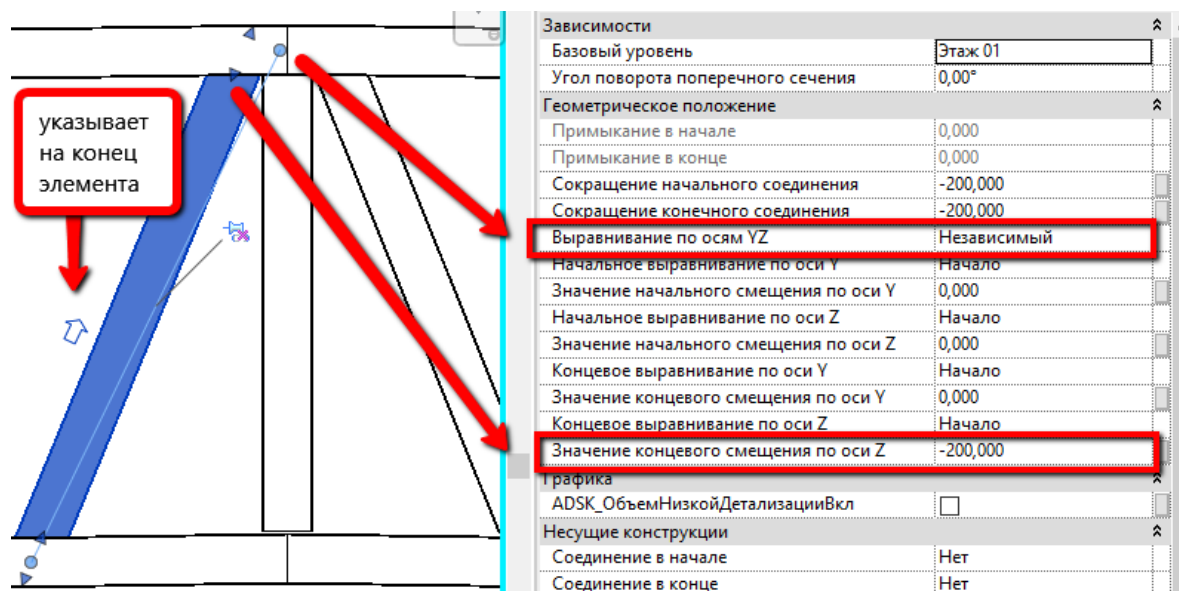 указывает
на конец
элемента
Зависимости
Базовый уровень Этаж 01
Угол поворота поперечного сечения 0,00°
Геометрическое положение
Примыкание в начале 0,000
Примыкание в конце 0,000
Сокращение начального соединения -200,000
Сокращение конечного соединения -200,000
Выравнивание по осям YZ Независимый
Начальное выравнивание по оси Y Начало
Значение начального смещения по оси Y 0,000
Начальное выравнивание по оси Z Начало
Значение начального смещения по оси Z 0,000
Концевое выравнивание по оси Y Начало
Значение концевого смещения по оси Y 0,000
Концевое выравнивание по оси Z Начало
Значение концевого смещения по оси Z -200,000
Графика
ADSK_ОбъемНизкойДетализацииВкл
Несущие конструкции
Соединение в начале Нет
Соединение в конце Нет